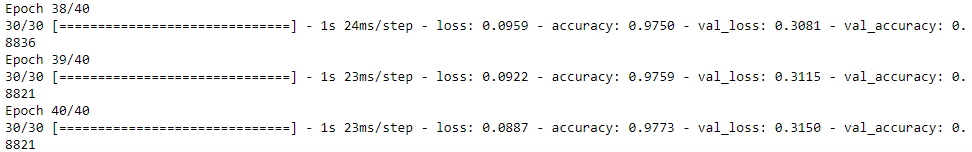 Epoch 38/40
30/30 [==============================] - 1s 24ms/step - loss: 0.0959 - accuracy: 0.9750 - val_loss: 0.3081 - val_accuracy: 0.
8836
Epoch 39/40
30/30 [==============================] - 1s 23ms/step - loss: 0.0922 - accuracy: 0.9759 - val_loss: 0.3115 - val_accuracy: 0.
8821
Epoch 40/40
30/30 [==============================] - 1s 23ms/step - loss: 0.0887 - accuracy: 0.9773 - val_loss: 0.3150 - val_accuracy: 0.
8821